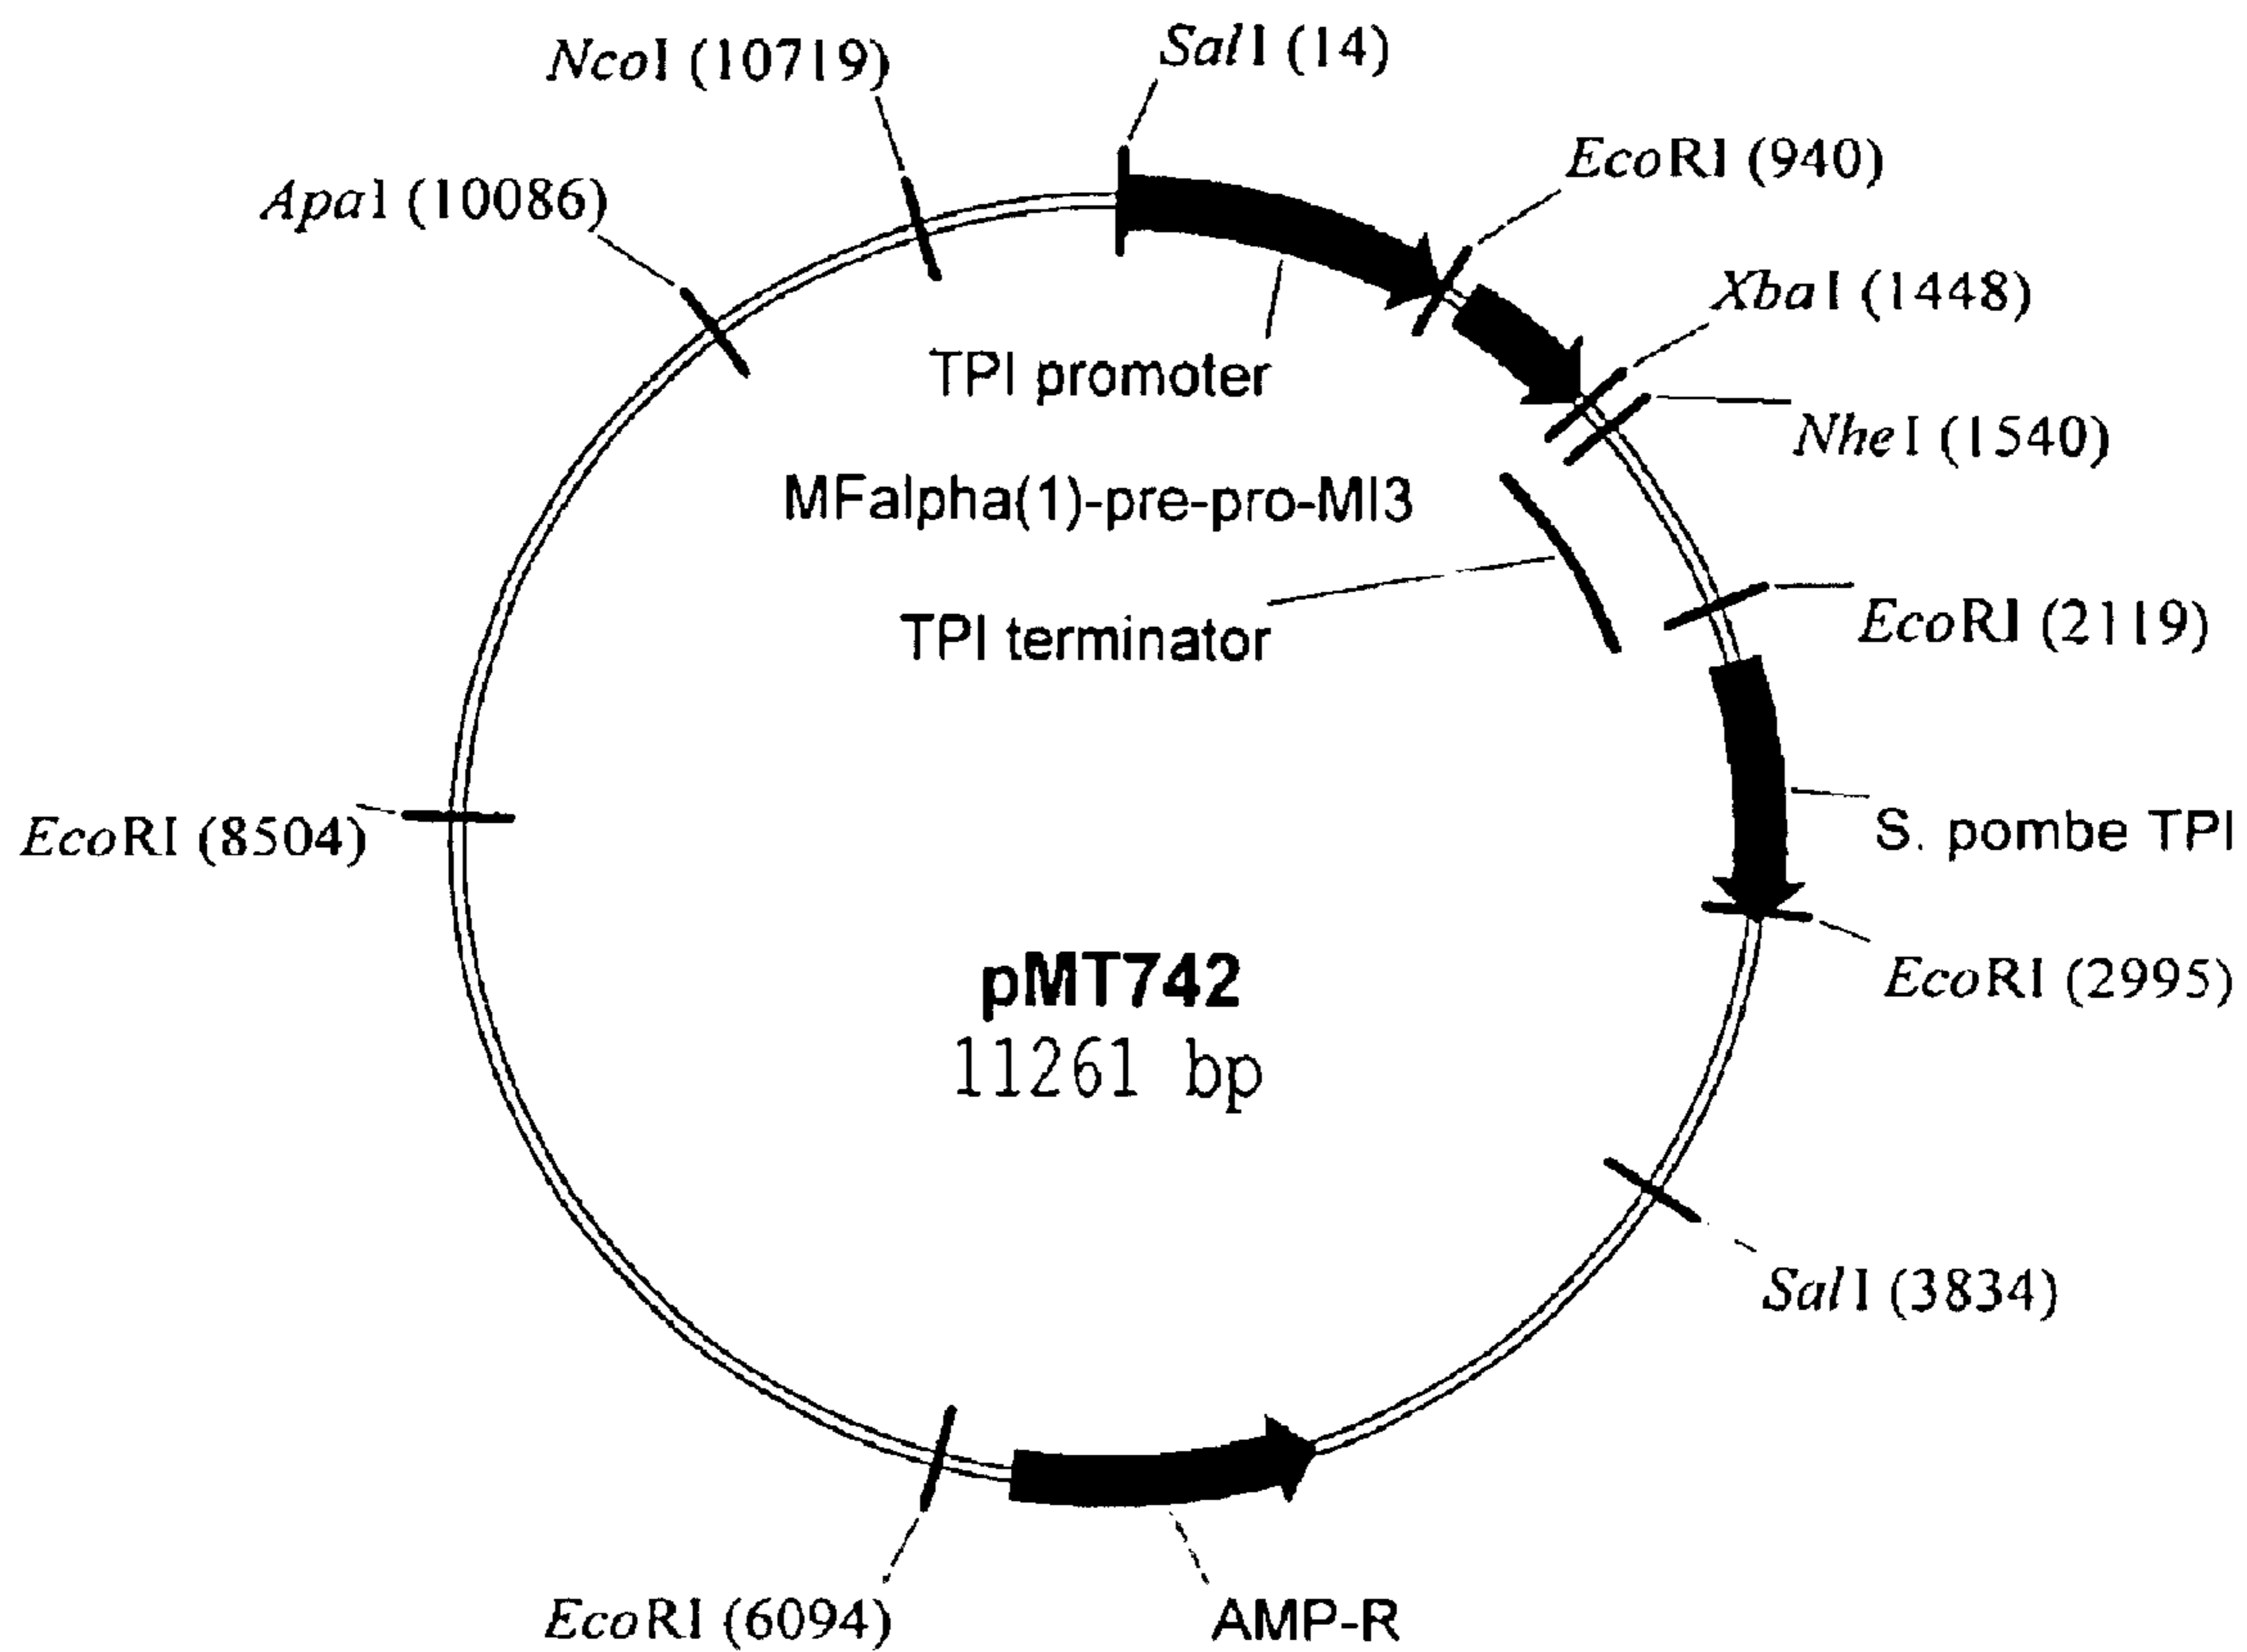 SalI (14)
NcoI (10719)
EcoRI (940)
ApaI (10086)
XbaI (1448)
TPI promoter
NheI (1540)
MFalpha(1)-pre-pro-MI3
TPI terminator
EcoRI (2119)
S. pombe TPI
EcoRI (8504)
pMT742
EcoRI (2995)
11261 bp
SalI (3834)
EcoRI (6094)
AMP-R